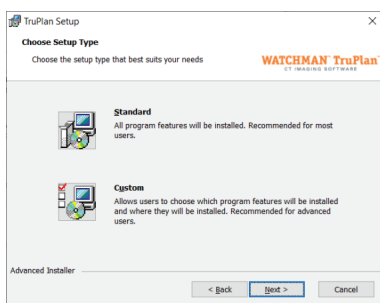 TruPlan Setup
Choose Setup Type
Choose the setup type that best suits your needs
WATCHMAN TruPlan
CT IMAGING SOFTWARE
Standard
All program features will be installed. Recommended for most
users.
Custom
Allows users to choose which program features will be installed
and where they will be installed. Recommended for advanced
users.
Advanced Installer
< Back
Next >
Cancel